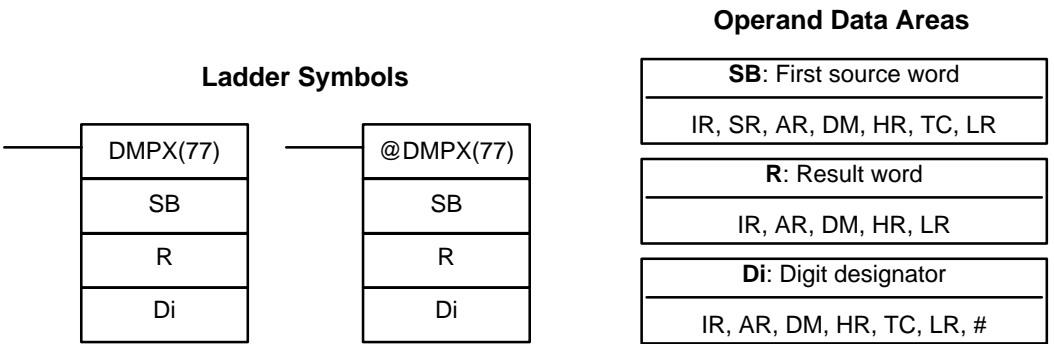 Ladder Symbols
DMPX(77)
SB
R
Di
@DMPX(77)
SB
R
Di
Operand Data Areas
SB: First source word
IR, SR, AR, DM, HR, TC, LR
R: Result word
IR, AR, DM, HR, LR
Di: Digit designator
IR, AR, DM, HR, TC, LR, #